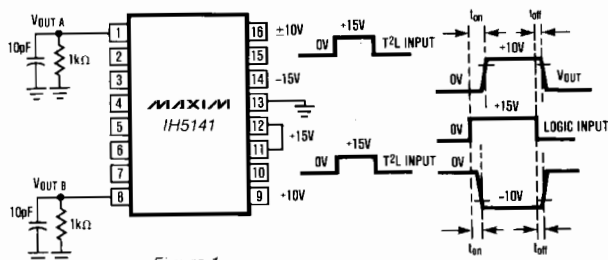 VOUT A
10pF
1kΩ
1
2
3
4
5
6
7
8
MAXIM
IH5141
16
15
14
13
12
11
10
9
±10V
-15V
+15V
+10V
VOUT B
10pF
1kΩ
+15V
0V
T²L INPUT
+15V
0V
T²L INPUT
ton
toff
+10V
0V
VOUT
+15V
0V
LOGIC INPUT
0V
-10V
ton
toff